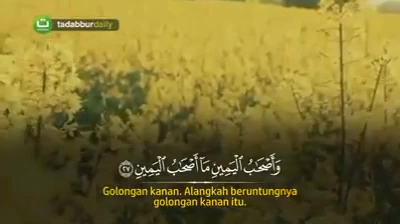 tadabburdaily
وَأَصْحَٰبُ ٱلْيَمِينِ مَآ أَصْحَٰبُ ٱلْيَمِينِ ٢٧
Golongan kanan. Alangkah beruntungnya
golongan kanan itu.